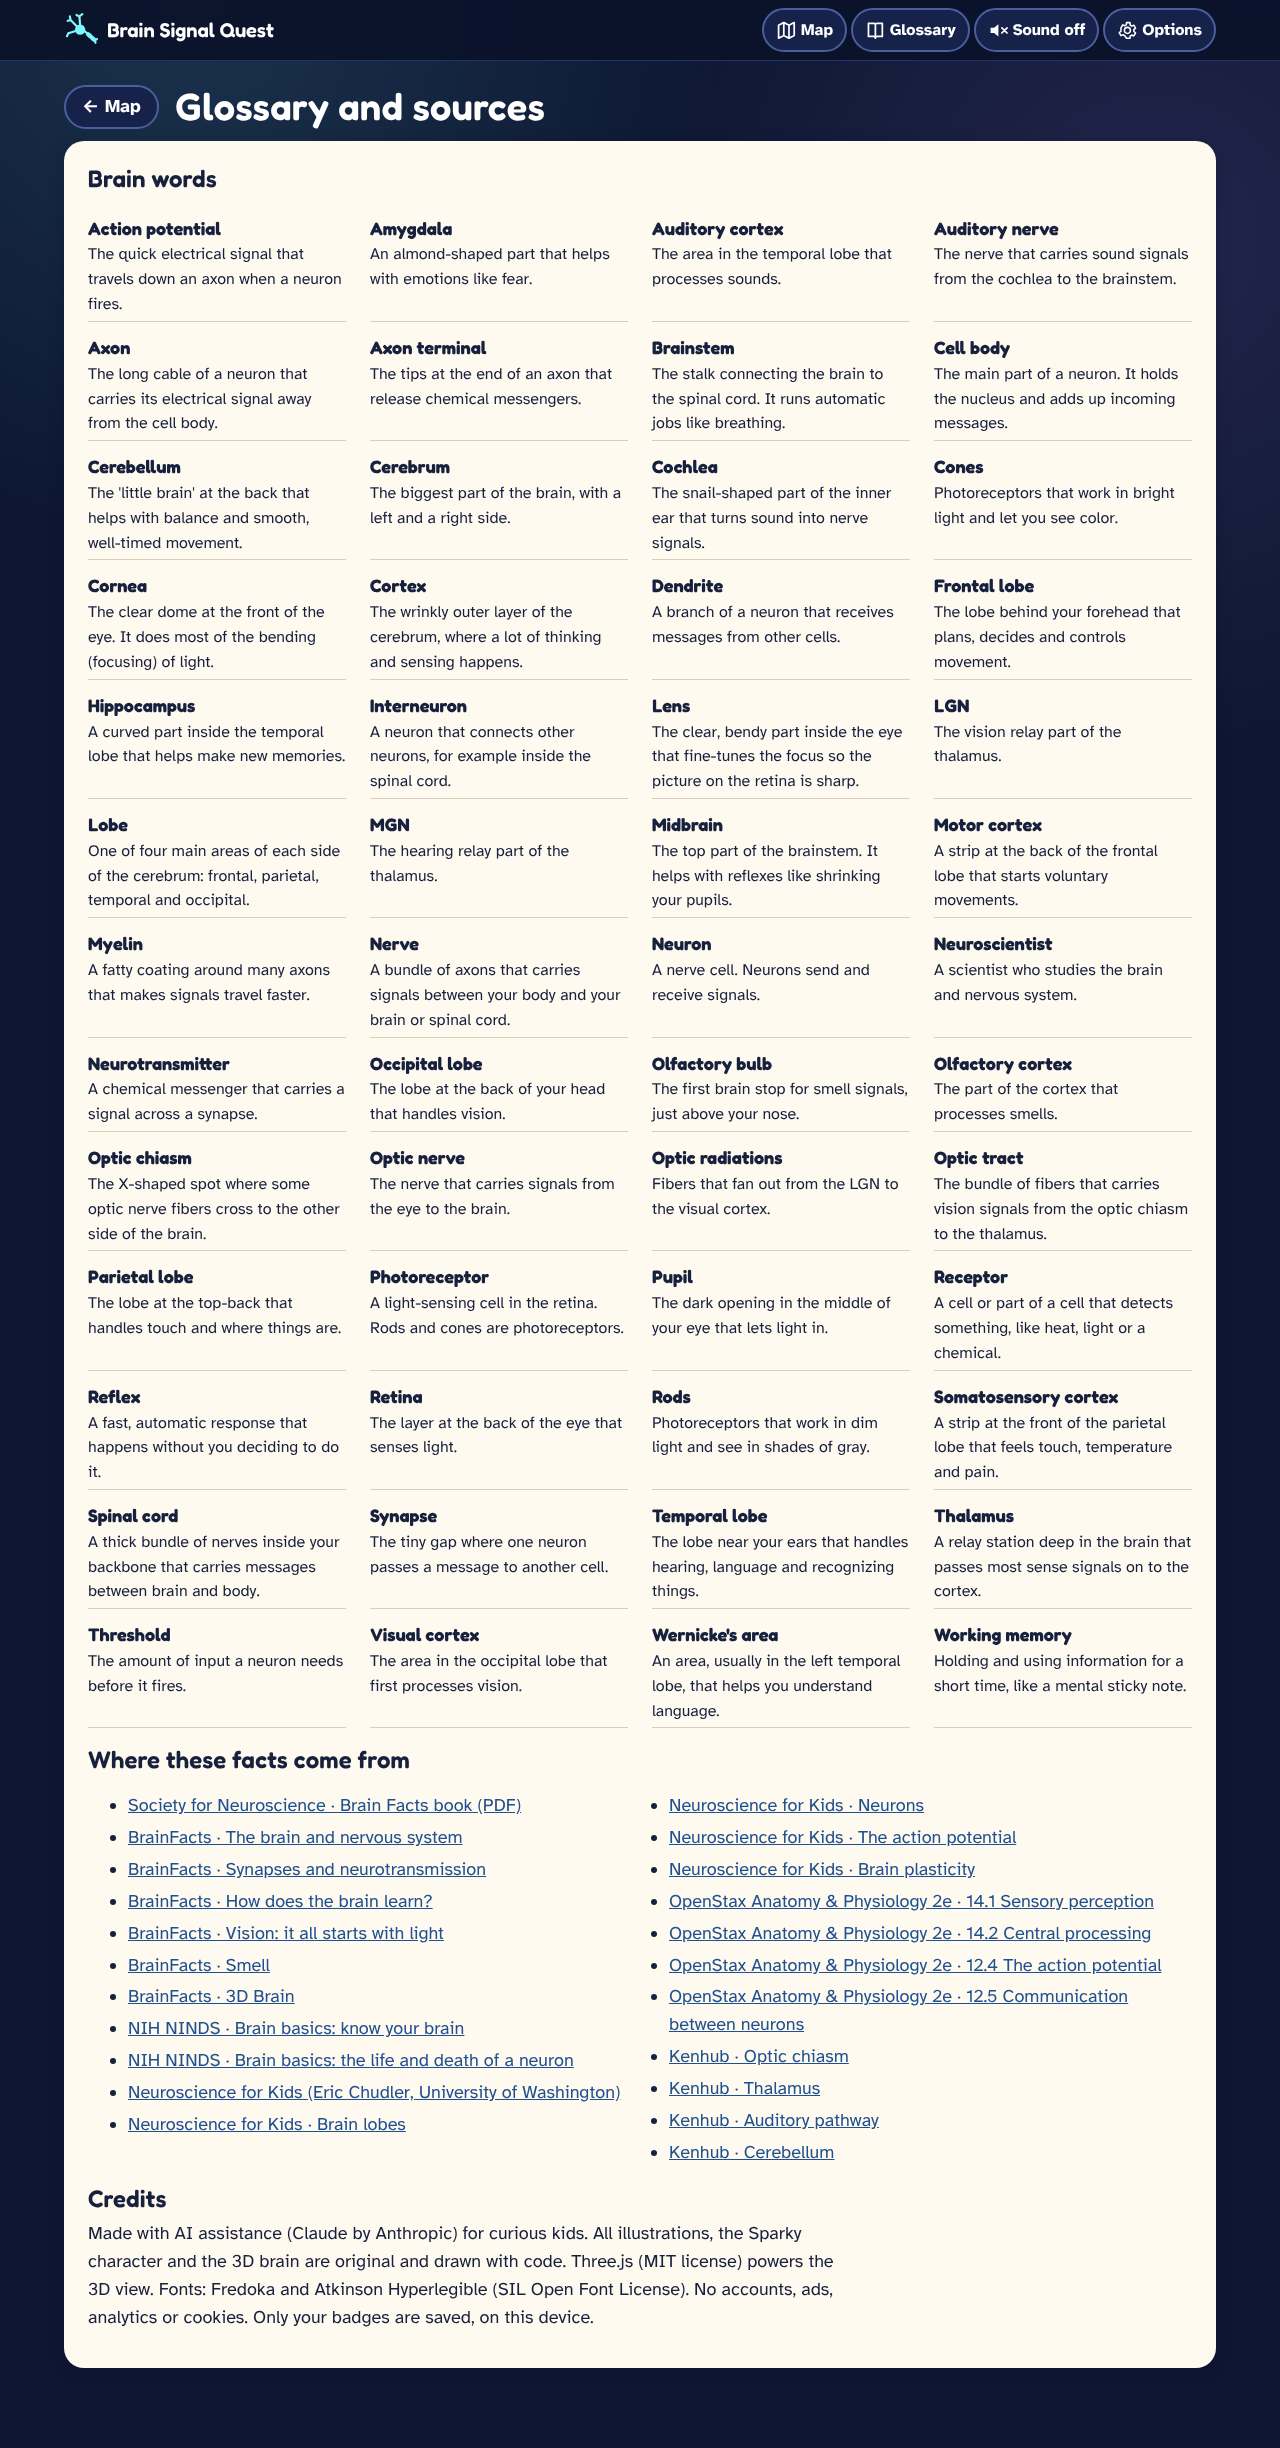 Brain Signal Quest
Map
Glossary
Sound off
Options
← Map
Glossary and sources
Brain words
Action potential
The quick electrical signal that
travels down an axon when a neuron
fires.
Amygdala
An almond-shaped part that helps
with emotions like fear.
Auditory cortex
The area in the temporal lobe that
processes sounds.
Auditory nerve
The nerve that carries sound signals
from the cochlea to the brainstem.
Axon
The long cable of a neuron that
carries its electrical signal away
from the cell body.
Axon terminal
The tips at the end of an axon that
release chemical messengers.
Brainstem
The stalk connecting the brain to
the spinal cord. It runs automatic
jobs like breathing.
Cell body
The main part of a neuron. It holds
the nucleus and adds up incoming
messages.
Cerebellum
The 'little brain' at the back that
helps with balance and smooth,
well-timed movement.
Cerebrum
The biggest part of the brain, with a
left and a right side.
Cochlea
The snail-shaped part of the inner
ear that turns sound into nerve
signals.
Cones
Photoreceptors that work in bright
light and let you see color.
Cornea
The clear dome at the front of the
eye. It does most of the bending
(focusing) of light.
Cortex
The wrinkly outer layer of the
cerebrum, where a lot of thinking
and sensing happens.
Dendrite
A branch of a neuron that receives
messages from other cells.
Frontal lobe
The lobe behind your forehead that
plans, decides and controls
movement.
Hippocampus
A curved part inside the temporal
lobe that helps make new memories.
Interneuron
A neuron that connects other
neurons, for example inside the
spinal cord.
Lens
The clear, bendy part inside the eye
that fine-tunes the focus so the
picture on the retina is sharp.
LGN
The vision relay part of the
thalamus.
Lobe
One of four main areas of each side
of the cerebrum: frontal, parietal,
temporal and occipital.
MGN
The hearing relay part of the
thalamus.
Midbrain
The top part of the brainstem. It
helps with reflexes like shrinking
your pupils.
Motor cortex
A strip at the back of the frontal
lobe that starts voluntary
movements.
Myelin
A fatty coating around many axons
that makes signals travel faster.
Nerve
A bundle of axons that carries
signals between your body and your
brain or spinal cord.
Neuron
A nerve cell. Neurons send and
receive signals.
Neuroscientist
A scientist who studies the brain
and nervous system.
Neurotransmitter
A chemical messenger that carries a
signal across a synapse.
Occipital lobe
The lobe at the back of your head
that handles vision.
Olfactory bulb
The first brain stop for smell signals,
just above your nose.
Olfactory cortex
The part of the cortex that
processes smells.
Optic chiasm
The X-shaped spot where some
optic nerve fibers cross to the other
side of the brain.
Optic nerve
The nerve that carries signals from
the eye to the brain.
Optic radiations
Fibers that fan out from the LGN to
the visual cortex.
Optic tract
The bundle of fibers that carries
vision signals from the optic chiasm
to the thalamus.
Parietal lobe
The lobe at the top-back that
handles touch and where things are.
Photoreceptor
A light-sensing cell in the retina.
Rods and cones are photoreceptors.
Pupil
The dark opening in the middle of
your eye that lets light in.
Receptor
A cell or part of a cell that detects
something, like heat, light or a
chemical.
Reflex
A fast, automatic response that
happens without you deciding to do
it.
Retina
The layer at the back of the eye that
senses light.
Rods
Photoreceptors that work in dim
light and see in shades of gray.
Somatosensory cortex
A strip at the front of the parietal
lobe that feels touch, temperature
and pain.
Spinal cord
A thick bundle of nerves inside your
backbone that carries messages
between brain and body.
Synapse
The tiny gap where one neuron
passes a message to another cell.
Temporal lobe
The lobe near your ears that handles
hearing, language and recognizing
things.
Thalamus
A relay station deep in the brain that
passes most sense signals on to the
cortex.
Threshold
The amount of input a neuron needs
before it fires.
Visual cortex
The area in the occipital lobe that
first processes vision.
Wernicke's area
An area, usually in the left temporal
lobe, that helps you understand
language.
Working memory
Holding and using information for a
short time, like a mental sticky note.
Where these facts come from
• Society for Neuroscience · Brain Facts book (PDF)
• BrainFacts · The brain and nervous system
• BrainFacts · Synapses and neurotransmission
• BrainFacts · How does the brain learn?
• BrainFacts · Vision: it all starts with light
• BrainFacts · Smell
• BrainFacts · 3D Brain
• NIH NINDS · Brain basics: know your brain
• NIH NINDS · Brain basics: the life and death of a neuron
• Neuroscience for Kids (Eric Chudler, University of Washington)
• Neuroscience for Kids · Brain lobes
• Neuroscience for Kids · Neurons
• Neuroscience for Kids · The action potential
• Neuroscience for Kids · Brain plasticity
• OpenStax Anatomy & Physiology 2e · 14.1 Sensory perception
• OpenStax Anatomy & Physiology 2e · 14.2 Central processing
• OpenStax Anatomy & Physiology 2e · 12.4 The action potential
• OpenStax Anatomy & Physiology 2e · 12.5 Communication
between neurons
• Kenhub · Optic chiasm
• Kenhub · Thalamus
• Kenhub · Auditory pathway
• Kenhub · Cerebellum
Credits
Made with AI assistance (Claude by Anthropic) for curious kids. All illustrations, the Sparky
character and the 3D brain are original and drawn with code. Three.js (MIT license) powers the
3D view. Fonts: Fredoka and Atkinson Hyperlegible (SIL Open Font License). No accounts, ads,
analytics or cookies. Only your badges are saved, on this device.